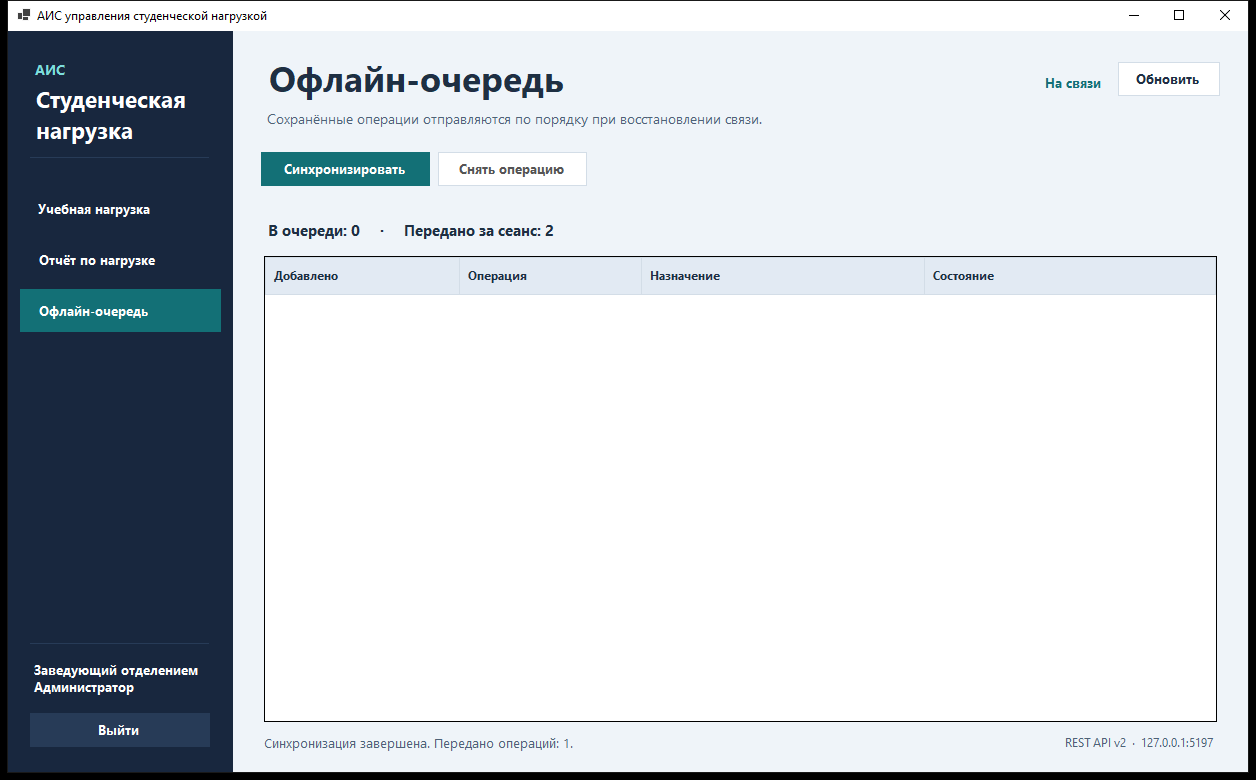 АИС управления студенческой нагрузкой
АИС
Студенческая
нагрузка
Учебная нагрузка
Отчёт по нагрузке
Офлайн-очередь
Заведующий отделением
Администратор
Выйти
Офлайн-очередь
На связи
Обновить
Сохранённые операции отправляются по порядку при восстановлении связи.
Синхронизировать
Снять операцию
В очереди: 0 · Передано за сеанс: 2
Добавлено Операция Назначение Состояние
Синхронизация завершена. Передано операций: 1.
REST API v2 · 127.0.0.1:5197